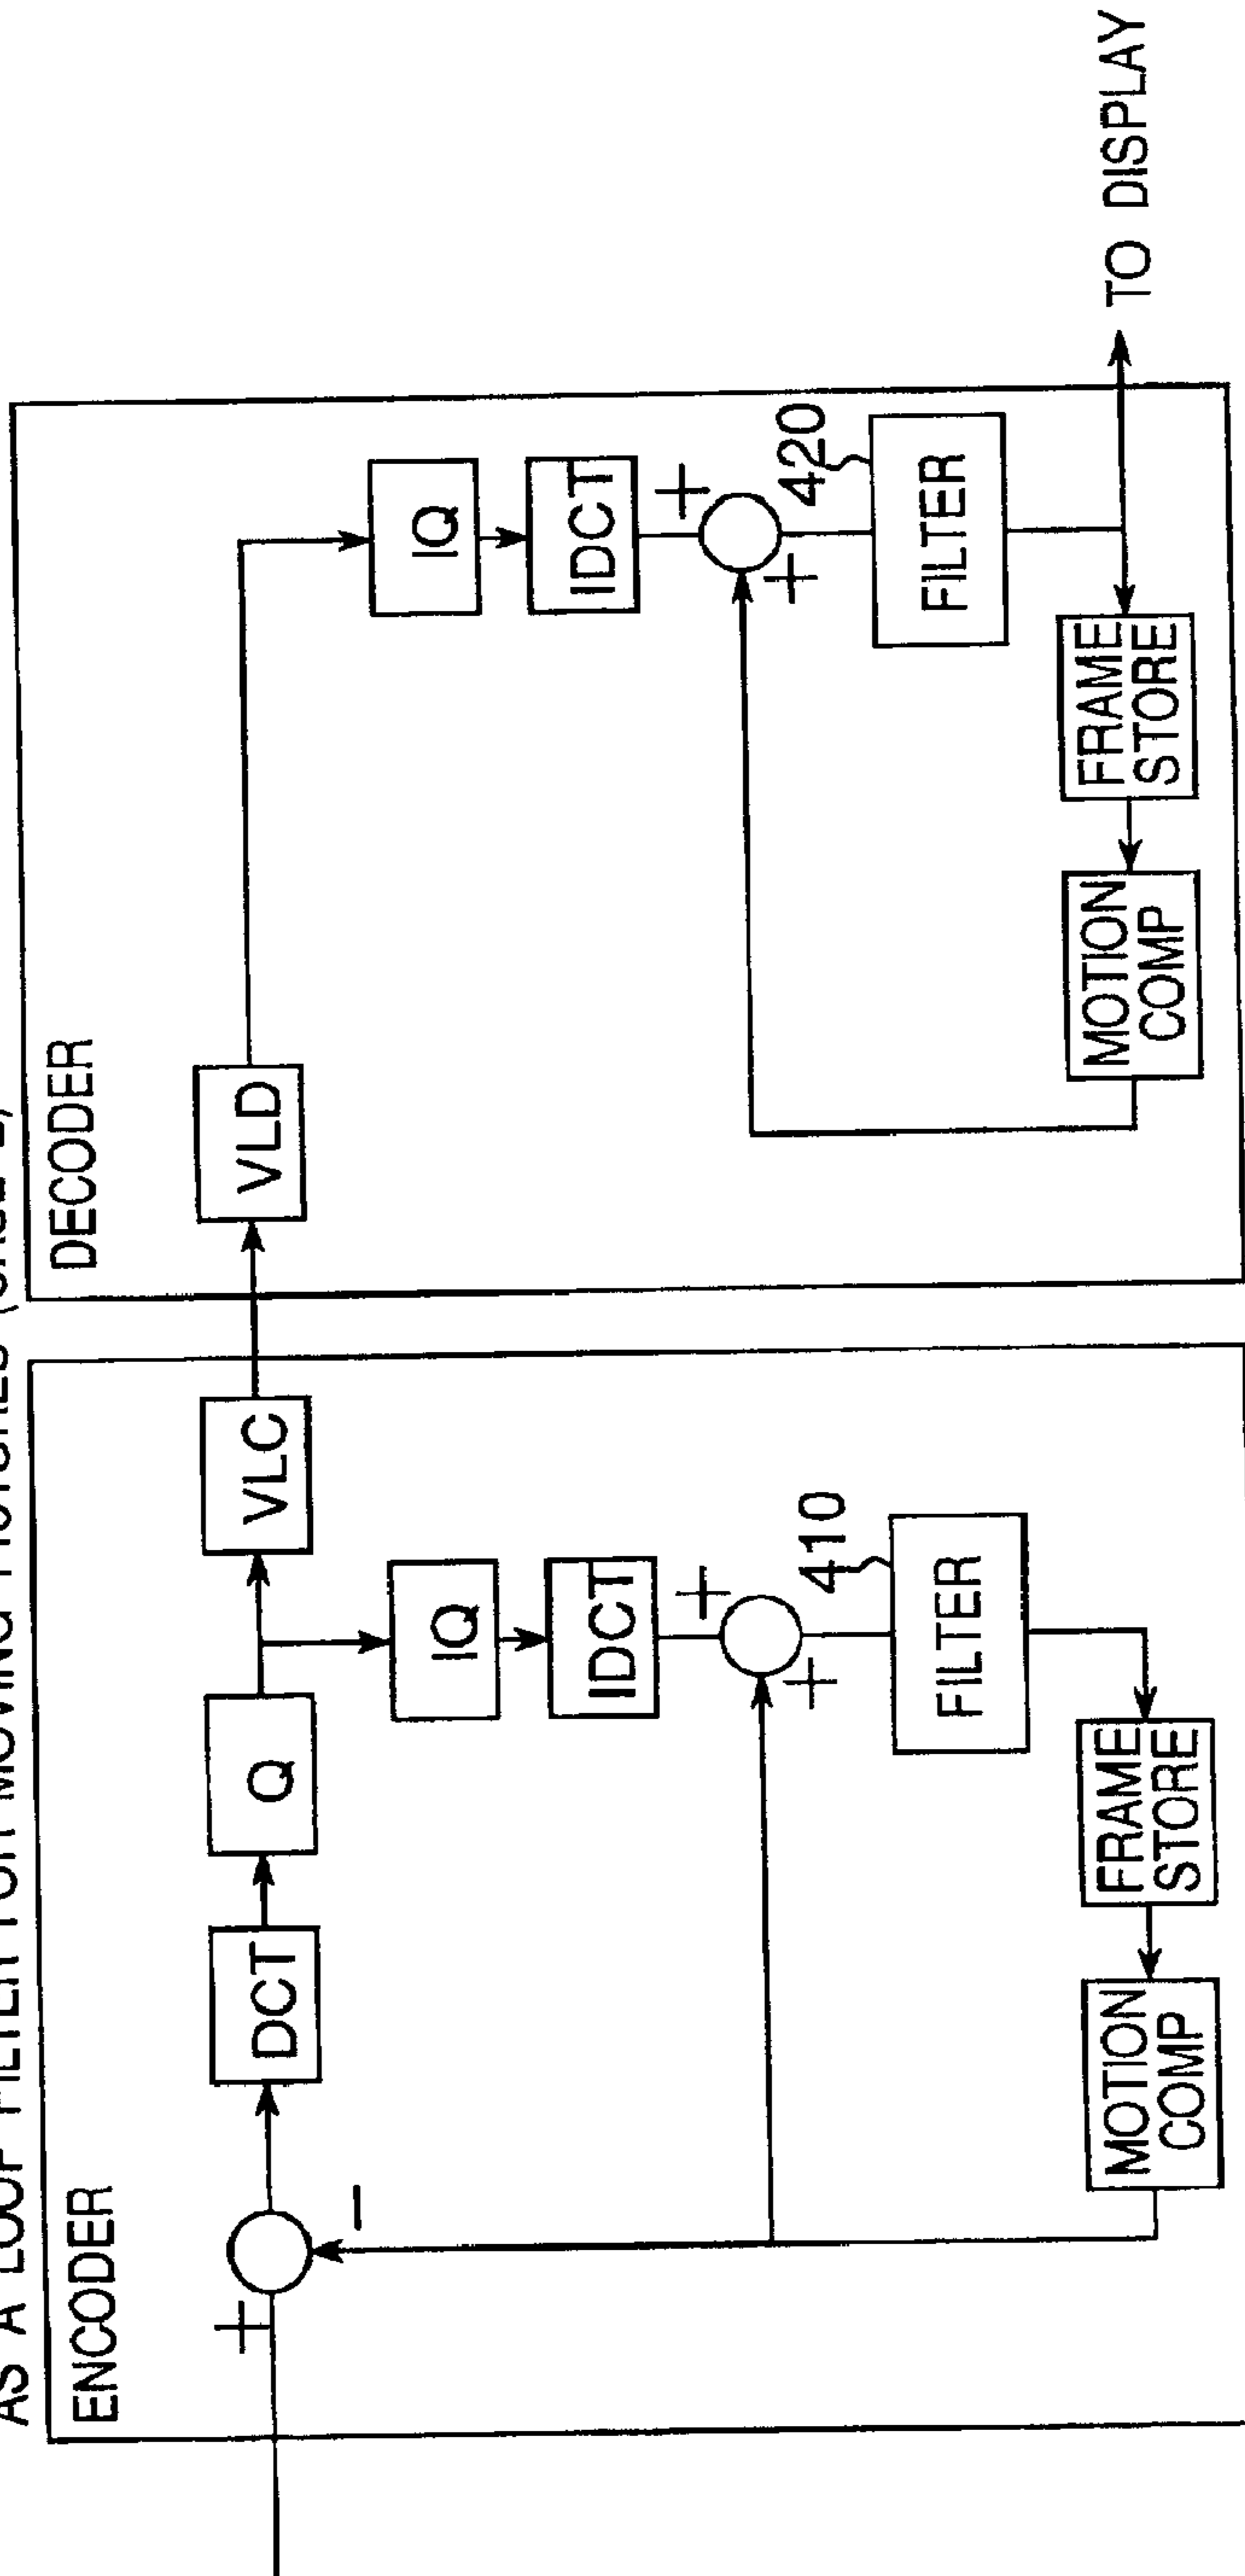 AS A LOOP FILTER FOR MOVING PICTURES
ENCODER
+
−
DCT
Q
VLC
IQ
IDCT
+
+
410
FILTER
FRAME
STORE
MOTION
COMP
DECODER
VLD
IQ
IDCT
+
+
420
FILTER
FRAME
STORE
MOTION
COMP
TO DISPLAY